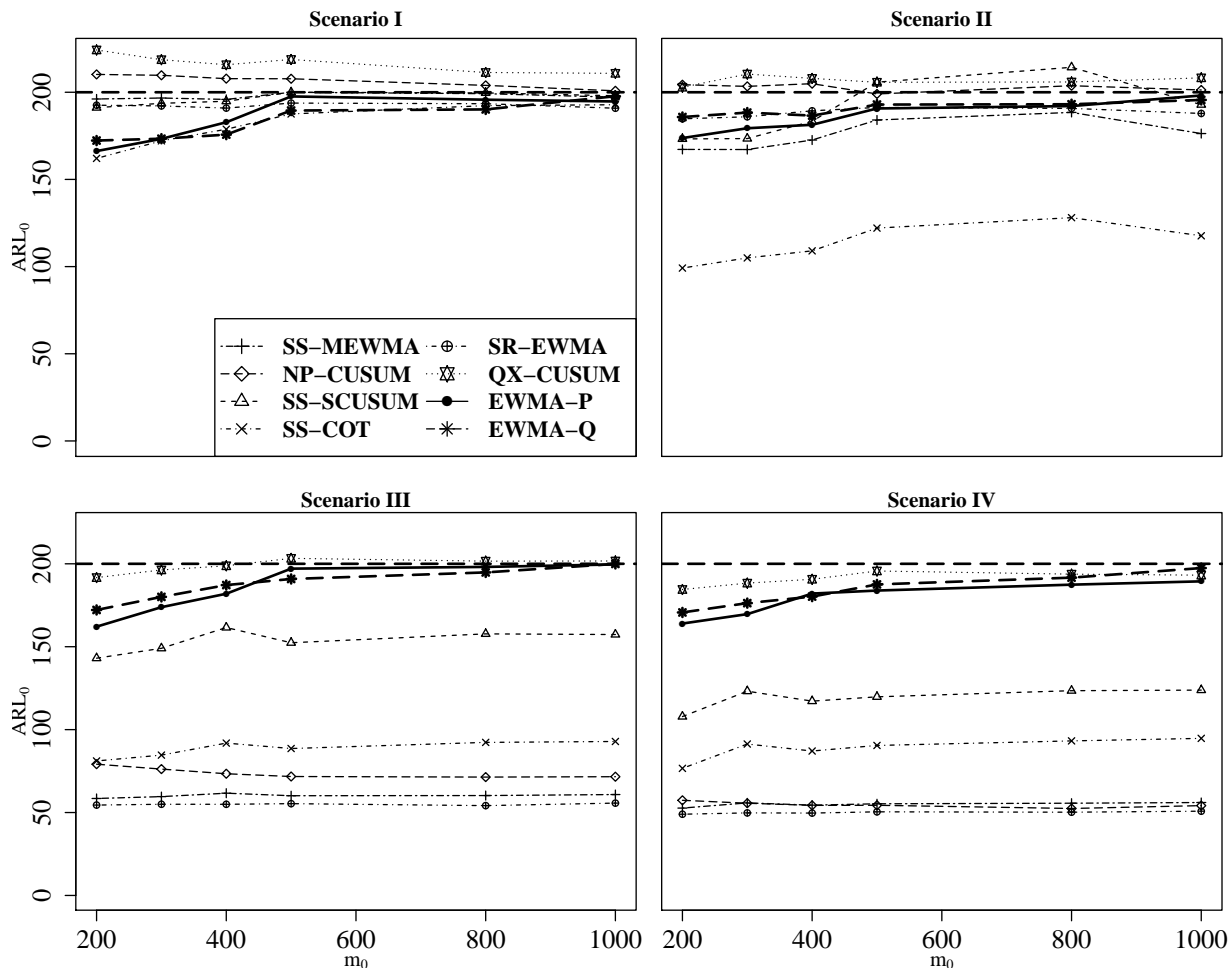 Scenario I
Scenario II
ARL0
200
150
100
50
0
SS−MEWMA
SR−EWMA
NP−CUSUM
QX−CUSUM
SS−SCUSUM
EWMA−P
SS−COT
EWMA−Q
Scenario III
Scenario IV
ARL0
200
150
100
50
0
200 400 600 800 1000
200 400 600 800 1000
m0
m0